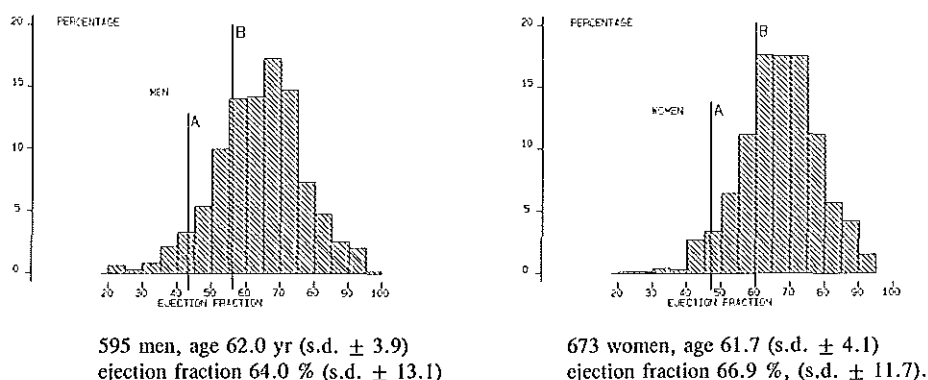 20 PERCENTAGE
B
15
MEN
A
10
5
0
20 30 40 50 60 70 80 90 100
EJECTION FRACTION
595 men, age 62.0 yr (s.d. ± 3.9)
ejection fraction 64.0 % (s.d. ± 13.1)
20 PERCENTAGE
B
15
WOMEN
A
10
5
0
20 30 40 50 60 70 80 90 100
EJECTION FRACTION
673 women, age 61.7 (s.d. ± 4.1)
ejection fraction 66.9 %, (s.d. ± 11.7).